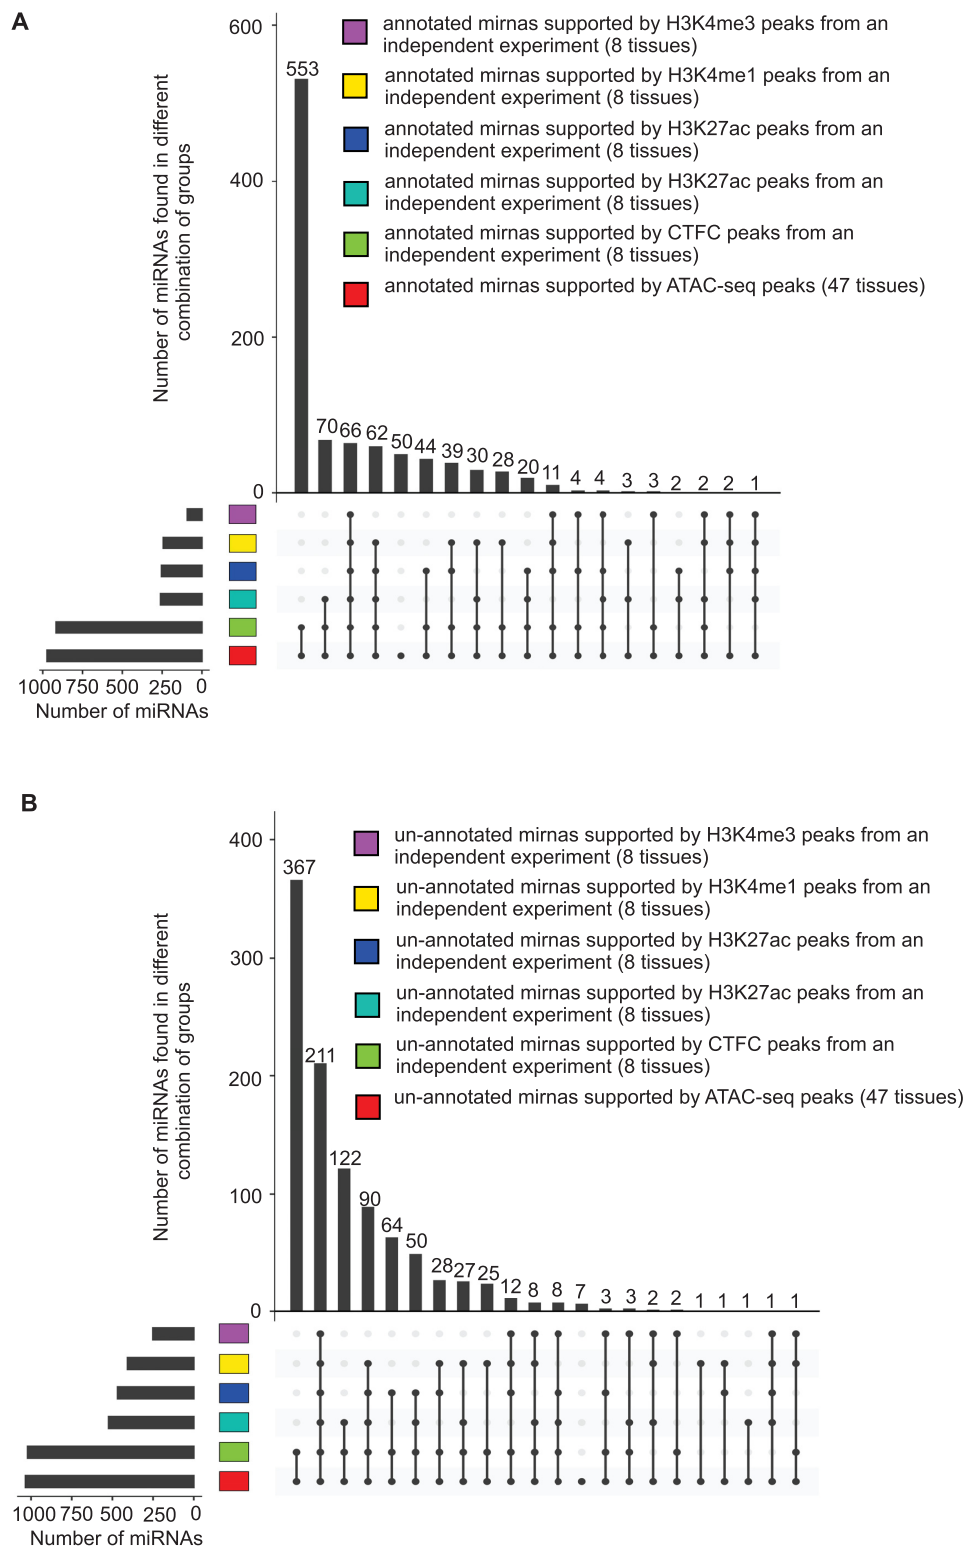 A
600
400
200
0
Number of miRNAs found in different
combination of groups
annotated mirnas supported by H3K4me3 peaks from an
independent experiment (8 tissues)
annotated mirnas supported by H3K4me1 peaks from an
independent experiment (8 tissues)
annotated mirnas supported by H3K27ac peaks from an
independent experiment (8 tissues)
annotated mirnas supported by H3K27ac peaks from an
independent experiment (8 tissues)
annotated mirnas supported by CTFC peaks from an
independent experiment (8 tissues)
annotated mirnas supported by ATAC-seq peaks (47 tissues)
553 70 66 62 50 44 39 30 28 20 11 4 4 3 3 2 2 2 1
1000 750 500 250 0
Number of miRNAs
B
400
300
200
100
0
Number of miRNAs found in different
combination of groups
un-annotated mirnas supported by H3K4me3 peaks from an
independent experiment (8 tissues)
un-annotated mirnas supported by H3K4me1 peaks from an
independent experiment (8 tissues)
un-annotated mirnas supported by H3K27ac peaks from an
independent experiment (8 tissues)
un-annotated mirnas supported by H3K27ac peaks from an
independent experiment (8 tissues)
un-annotated mirnas supported by CTFC peaks from an
independent experiment (8 tissues)
un-annotated mirnas supported by ATAC-seq peaks (47 tissues)
367 211 122 90 64 50 28 27 25 12 8 8 7 3 3 2 2 1 1 1 1 1
1000 750 500 250 0
Number of miRNAs